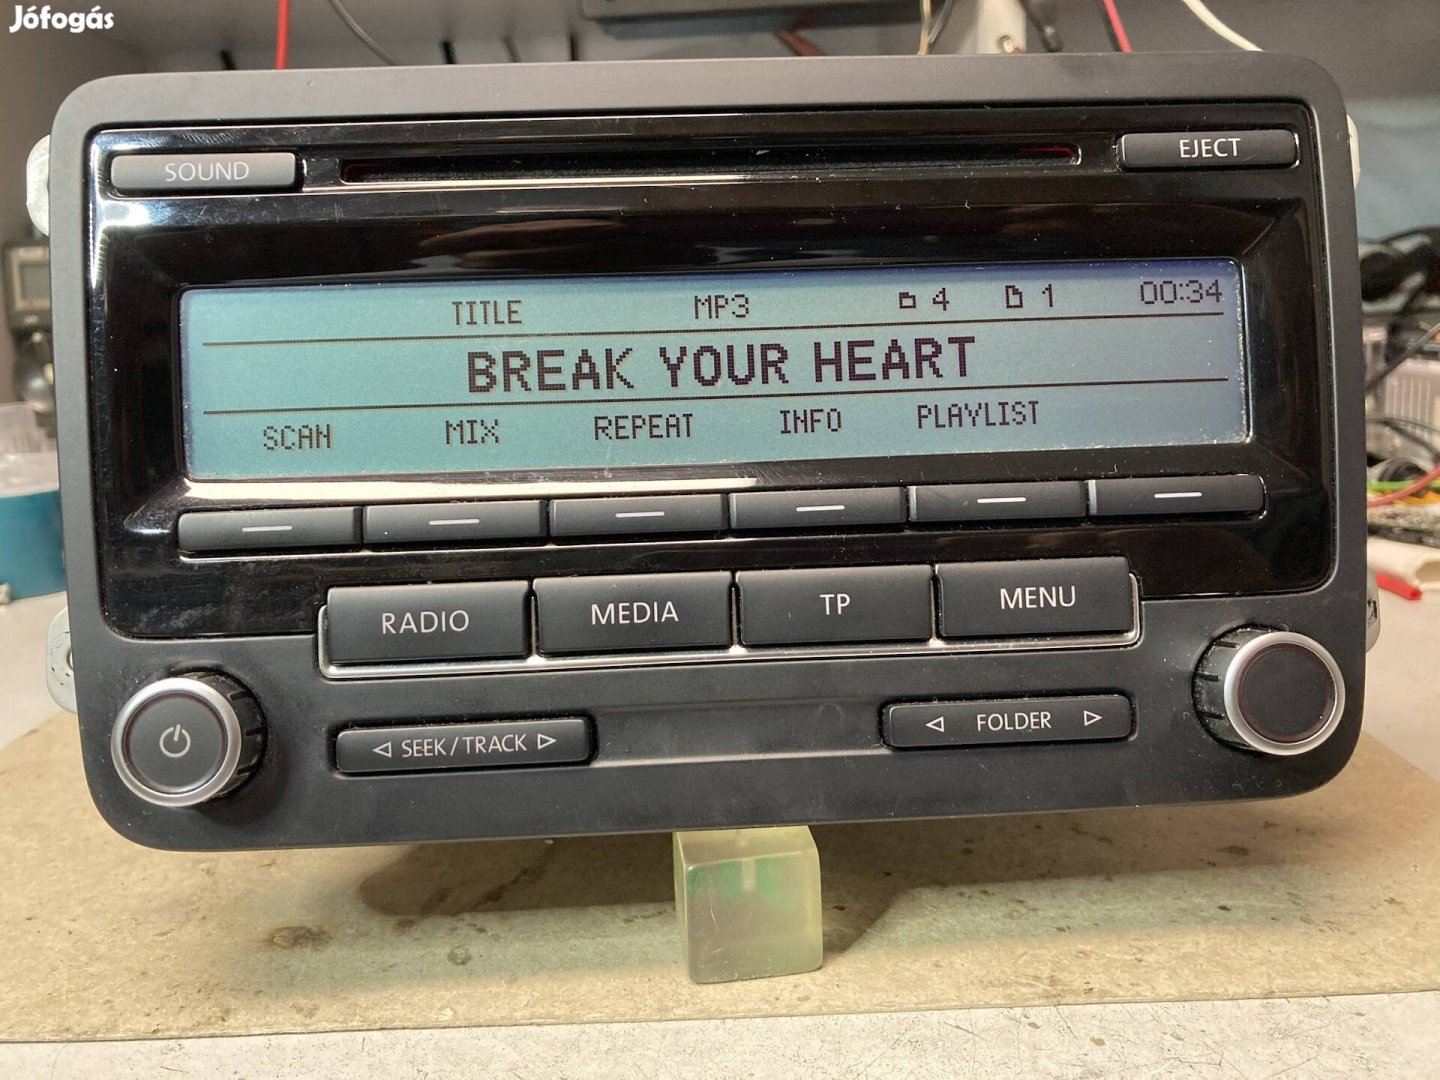 Jófogás
SOUND
EJECT
TITLE MP3 4 1 00:34
BREAK YOUR HEART
SCAN MIX REPEAT INFO PLAYLIST
RADIO MEDIA TP MENU
SEEK / TRACK
FOLDER